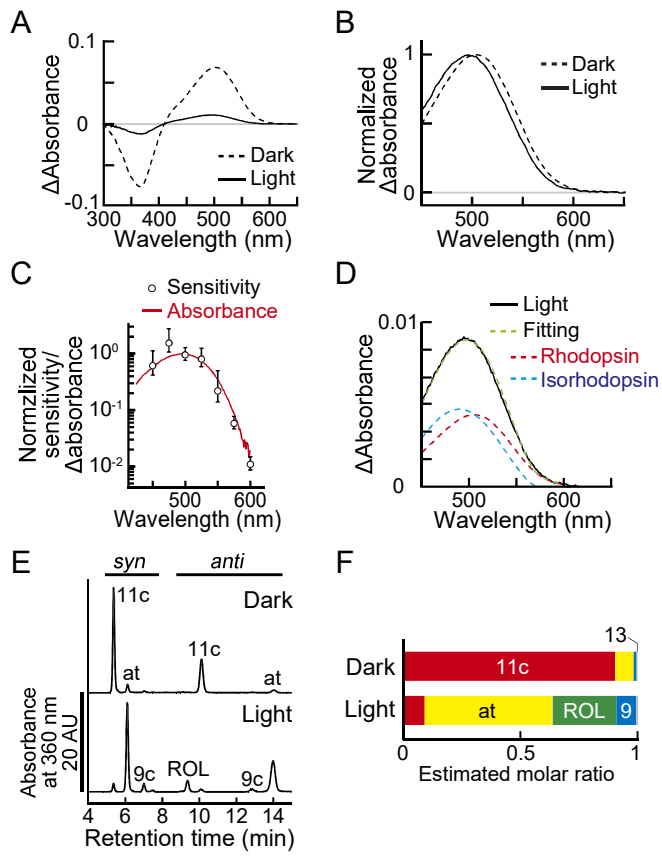 A
0.1
0
-0.1
ΔAbsorbance
Dark
Light
300
400
500
600
Wavelength (nm)
B
1
0
Normalized
Δabsorbance
Dark
Light
500
600
Wavelength (nm)
C
Sensitivity
Absorbance
Normzlized
sensitivity/
Δabsorbance
10⁰
10⁻¹
10⁻²
500
600
Wavelength (nm)
D
Light
Fitting
Rhodopsin
Isorhodopsin
0.01
0
ΔAbsorbance
500
600
Wavelength (nm)
E
syn
anti
11c
Dark
11c
at
at
Light
ROL
9c
9c
Absorbance
at 360 nm
20 AU
4
6
8
10
12
14
Retention time (min)
F
13
Dark
11c
Light
at
ROL
9
0
0.5
1
Estimated molar ratio